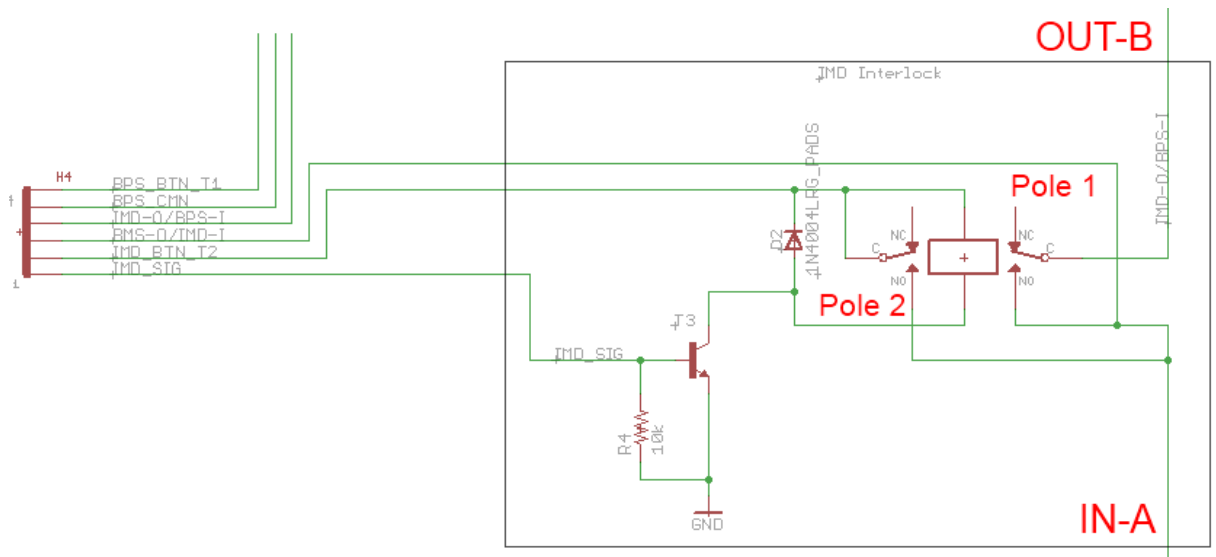 OUT-B
IMD Interlock
1N4004LRG_PADS
IMD-O/BPS-I
H4
BPS_BTN_T1
BPS_CMN
IMD-O/BPS-I
BMS-O/IMD-I
IMD_BTN_T2
IMD_SIG
1
Pole 1
D2
NC
NC
C
C
NO
NO
Pole 2
T3
IMD_SIG
R4
10k
GND
IN-A